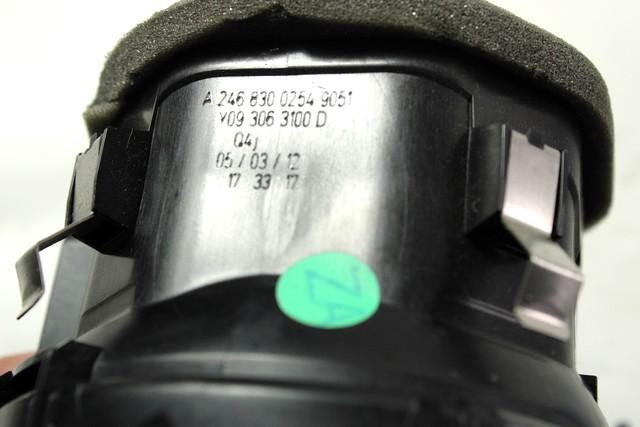 A 246 830 0254 9051
Y09 306 3100 D
Q4j
05 / 03 / 12
17 33 17
ZA